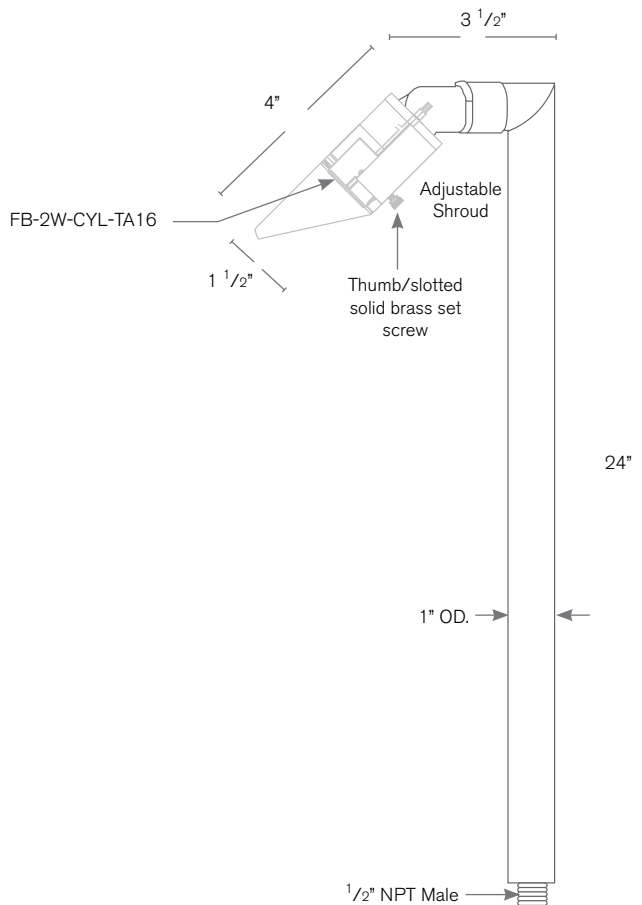 3 1/2”
4”
FB-2W-CYL-TA16
Adjustable
Shroud
1 1/2”
Thumb/slotted
solid brass set
screw
24”
1” OD.
1/2” NPT Male